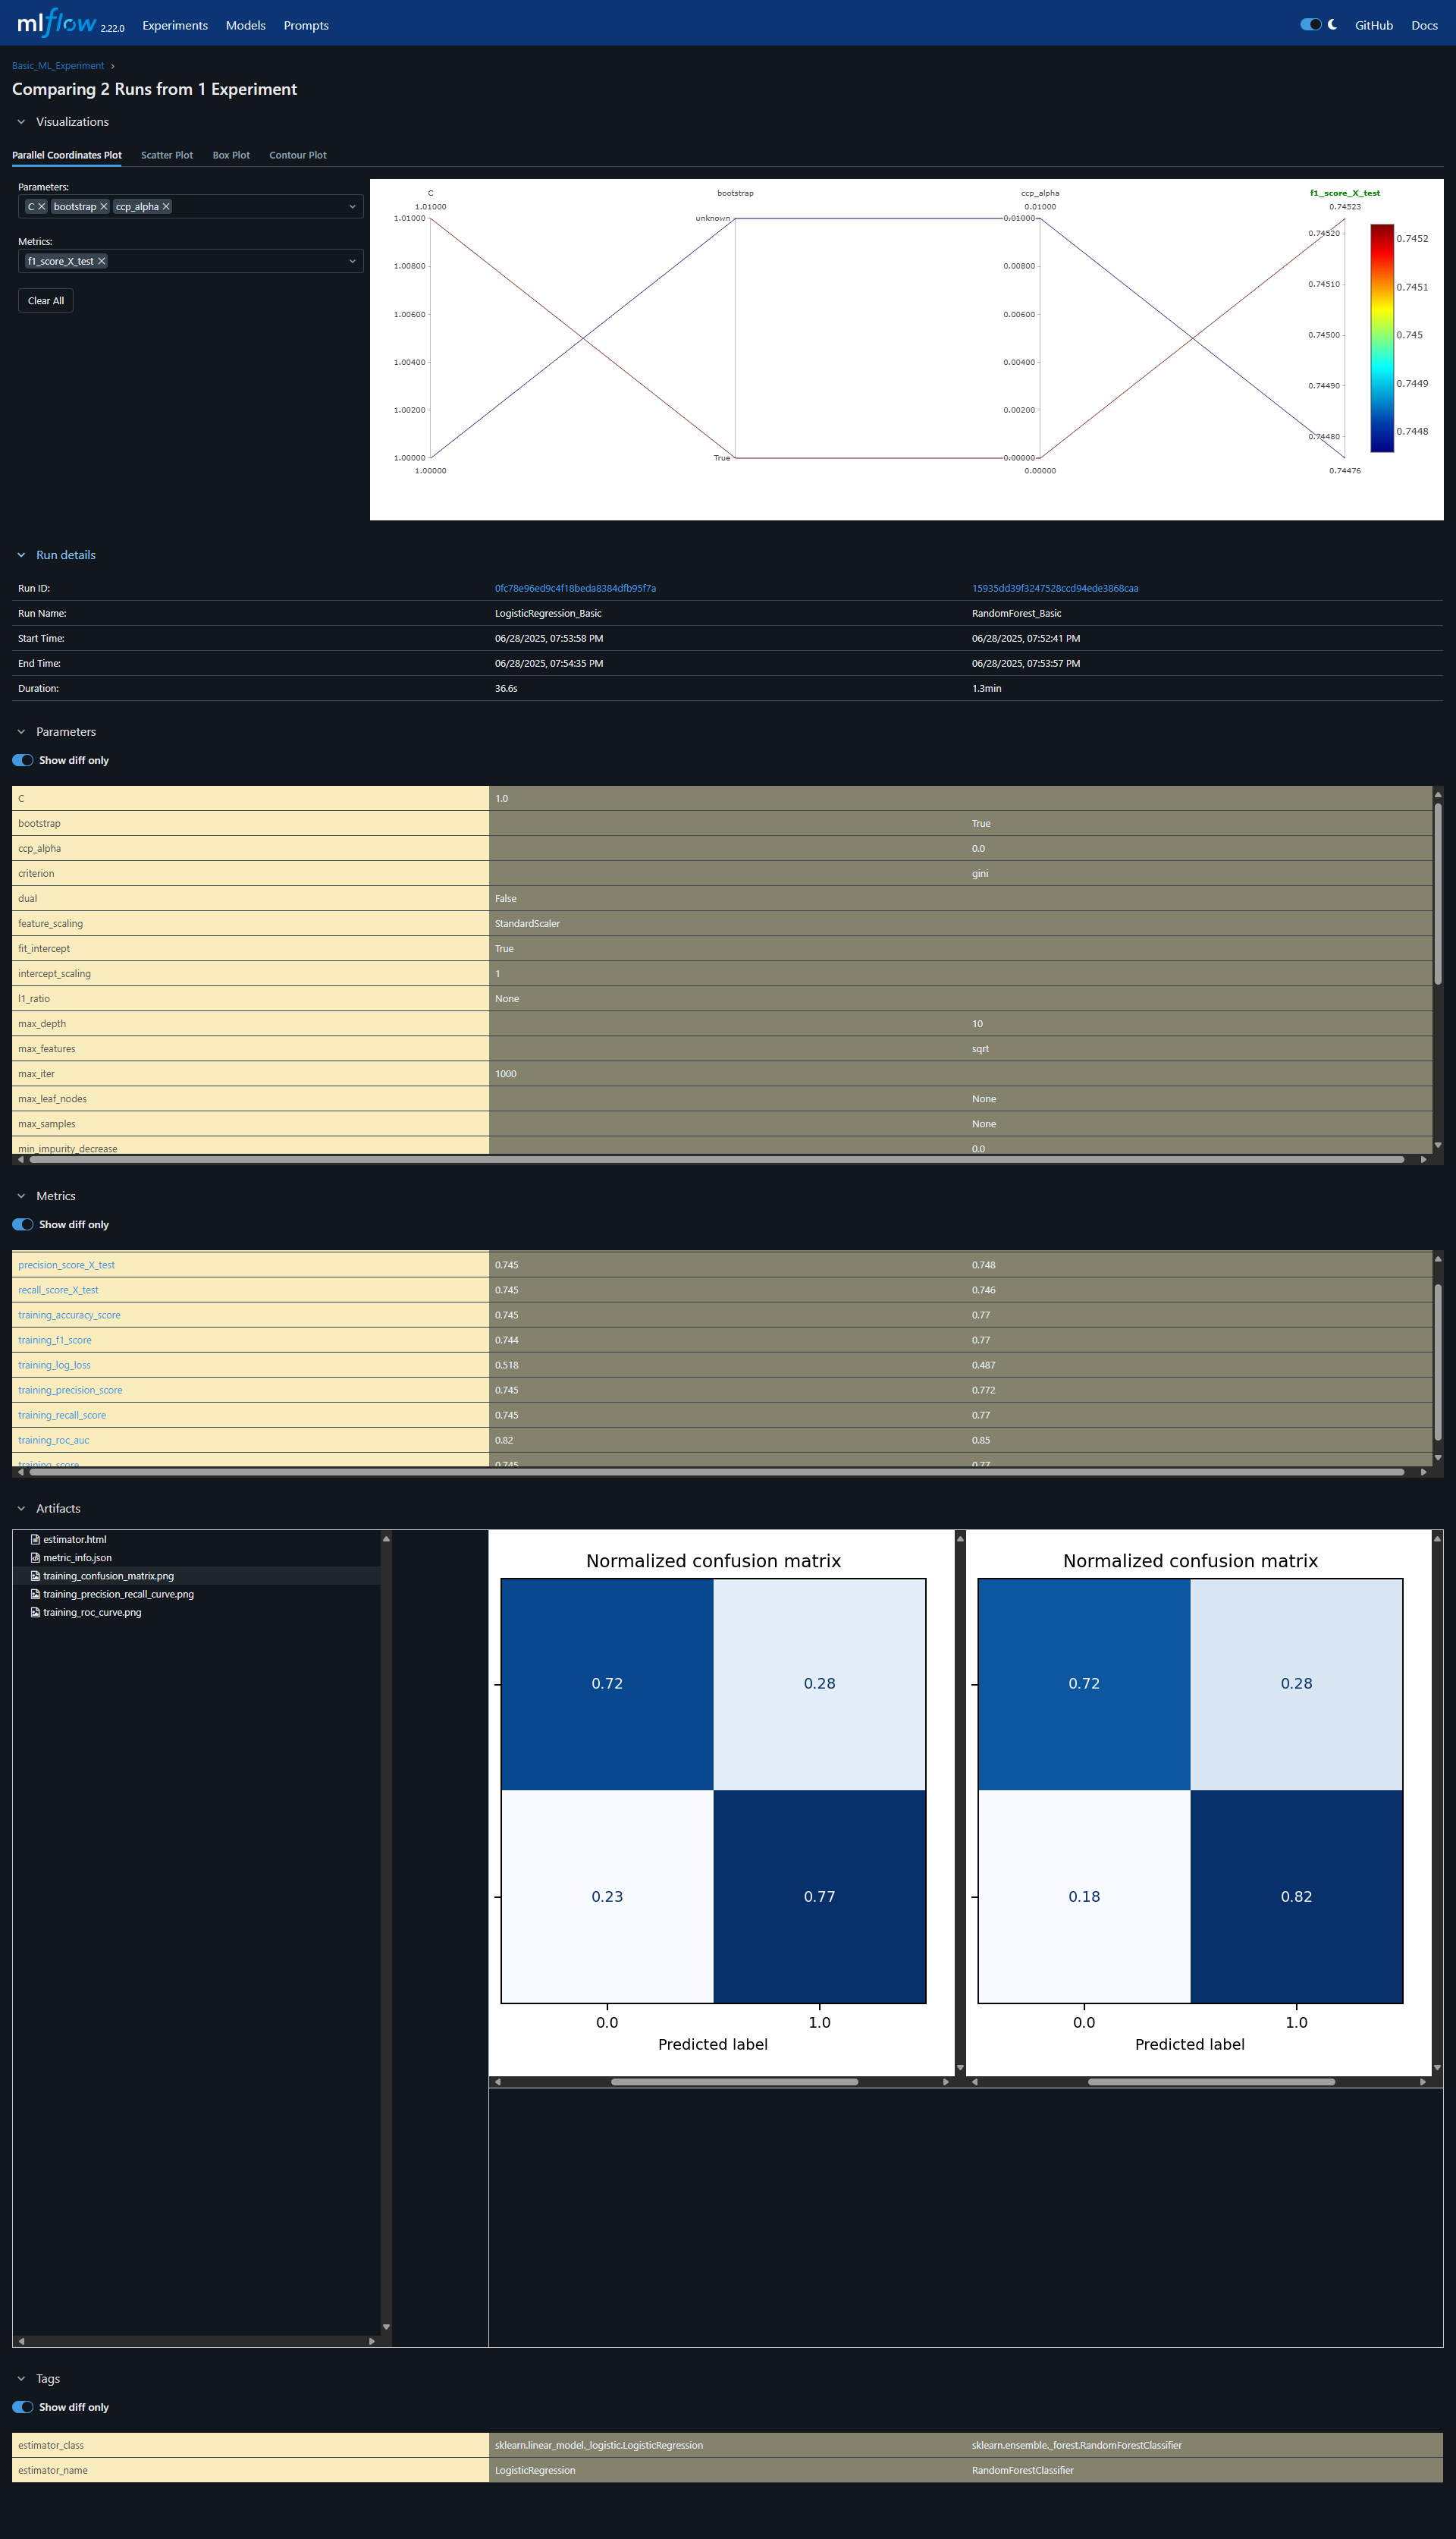 mlflow 2.22.0 Experiments Models Prompts GitHub Docs
Basic_ML_Experiment ›
Comparing 2 Runs from 1 Experiment
Visualizations
Parallel Coordinates Plot Scatter Plot Box Plot Contour Plot
Parameters:
C bootstrap ccp_alpha
Metrics:
f1_score_X_test
Clear All
C bootstrap ccp_alpha f1_score_X_test
1.01000 0.01000 0.74523
1.01000 unknown 0.01000
0.74520 0.7452
1.00800 0.00800
0.74510 0.7451
1.00600 0.00600
0.74500 0.745
1.00400 0.00400
0.74490 0.7449
1.00200 0.00200
0.74480 0.7448
1.00000 True 0.00000
1.00000 0.00000 0.74476
Run details
Run ID: 0fc78e96ed9c4f18beda8384dfb95f7a 15935dd39f3247528ccd94ede3868caa
Run Name: LogisticRegression_Basic RandomForest_Basic
Start Time: 06/28/2025, 07:53:58 PM 06/28/2025, 07:52:41 PM
End Time: 06/28/2025, 07:54:35 PM 06/28/2025, 07:53:57 PM
Duration: 36.6s 1.3min
Parameters
Show diff only
C 1.0
bootstrap True
ccp_alpha 0.0
criterion gini
dual False
feature_scaling StandardScaler
fit_intercept True
intercept_scaling 1
l1_ratio None
max_depth 10
max_features sqrt
max_iter 1000
max_leaf_nodes None
max_samples None
min_impurity_decrease 0.0
Metrics
Show diff only
precision_score_X_test 0.745 0.748
recall_score_X_test 0.745 0.746
training_accuracy_score 0.745 0.77
training_f1_score 0.744 0.77
training_log_loss 0.518 0.487
training_precision_score 0.745 0.772
training_recall_score 0.745 0.77
training_roc_auc 0.82 0.85
training_score 0.745 0.77
Artifacts
estimator.html
metric_info.json
training_confusion_matrix.png
training_precision_recall_curve.png
training_roc_curve.png
Normalized confusion matrix
0.72 0.28
0.23 0.77
0.0 1.0
Predicted label
Normalized confusion matrix
0.72 0.28
0.18 0.82
0.0 1.0
Predicted label
Tags
Show diff only
estimator_class sklearn.linear_model._logistic.LogisticRegression sklearn.ensemble._forest.RandomForestClassifier
estimator_name LogisticRegression RandomForestClassifier